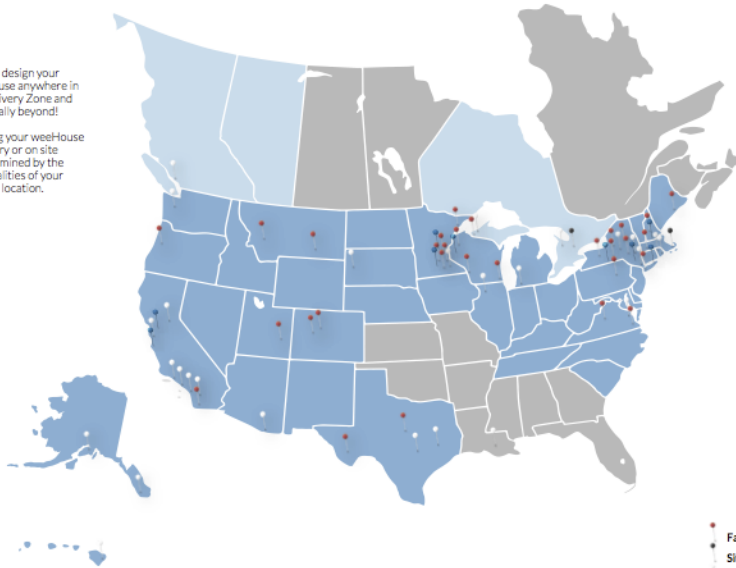 design your
use anywhere in
ivery Zone and
ally beyond!
g your weeHouse
ry or on site
mined by the
alities of your
location.
Fa
Si